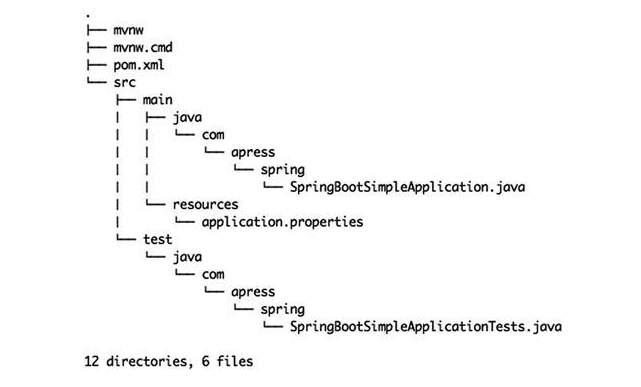 .
├── mvnw
├── mvnw.cmd
├── pom.xml
└── src
    ├── main
    |   ├── java
    |   |   └── com
    |   |       └── apress
    |   |           └── spring
    |   |               └── SpringBootSimpleApplication.java
    |   └── resources
    |       └── application.properties
    └── test
        └── java
            └── com
                └── apress
                    └── spring
                        └── SpringBootSimpleApplicationTests.java
12 directories, 6 files